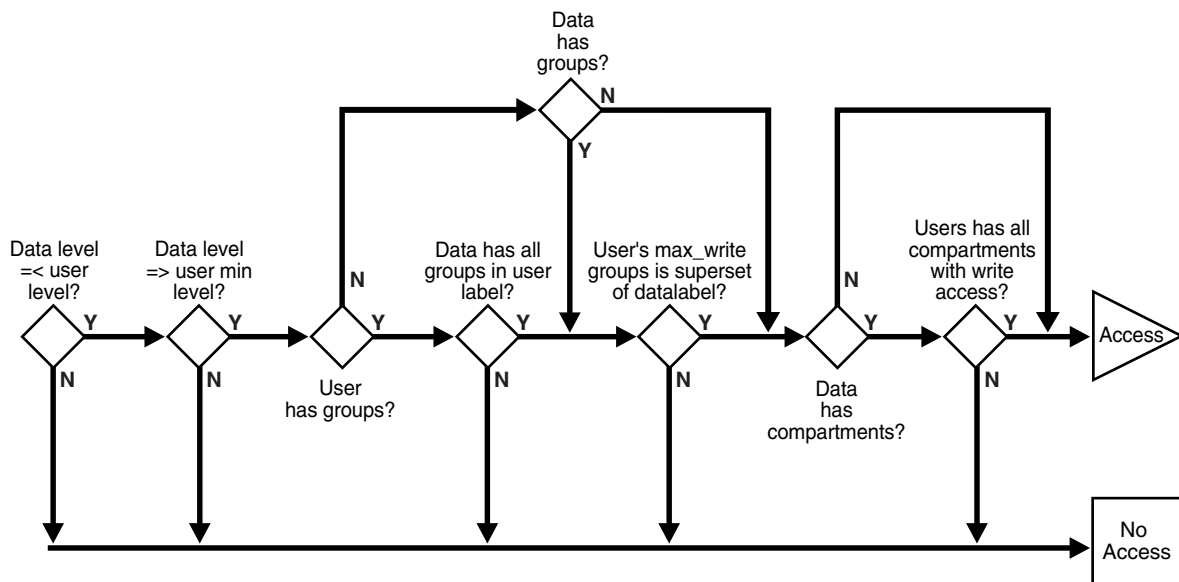 Data
has
groups?
N
Y
Data level
=< user
level?
Y
N
Data level
=> user min
level?
Y
N
N
Y
User
has groups?
Data has all
groups in user
label?
Y
N
User's max_write
groups is superset
of datalabel?
Y
N
N
Y
Data
has
compartments?
Users has all
compartments
with write
access?
Y
N
Access
No
Access